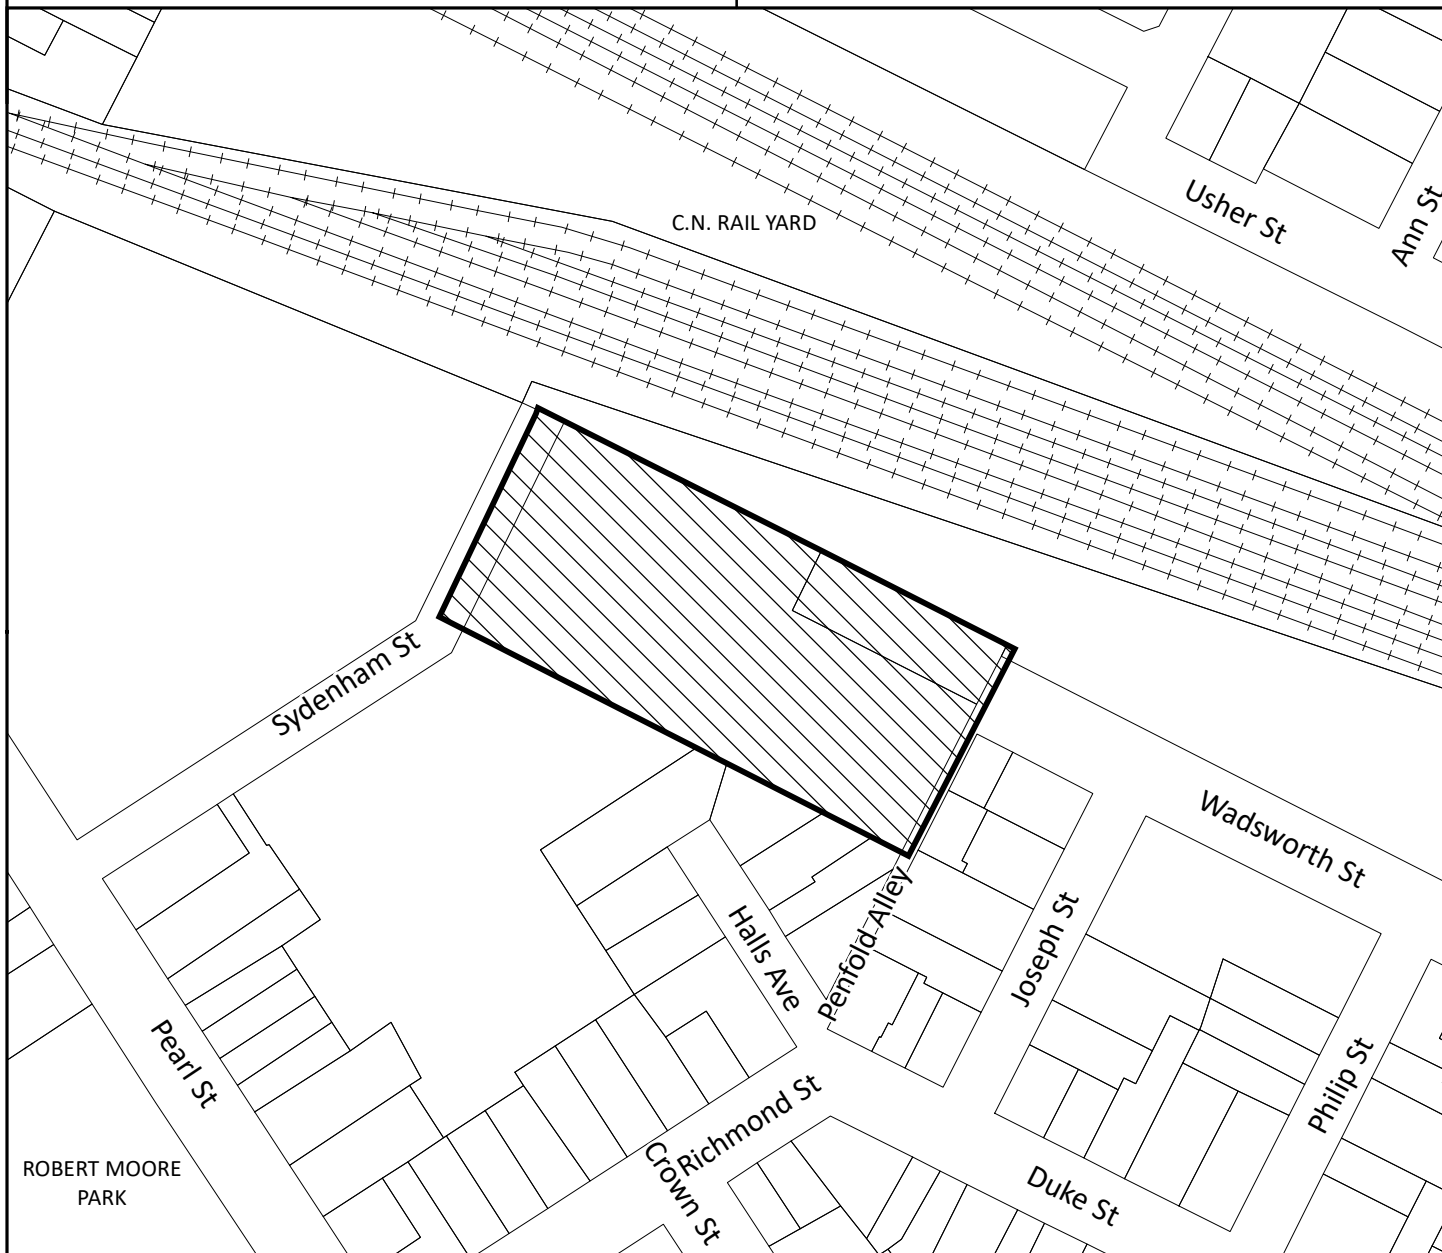 C.N. RAIL YARD
Usher St
Ann St
Sydenham St
Wadsworth St
Halls Ave
Penfold Alley
Joseph St
Pearl St
Philip St
Richmond St
Crown St
Duke St
ROBERT MOORE
PARK